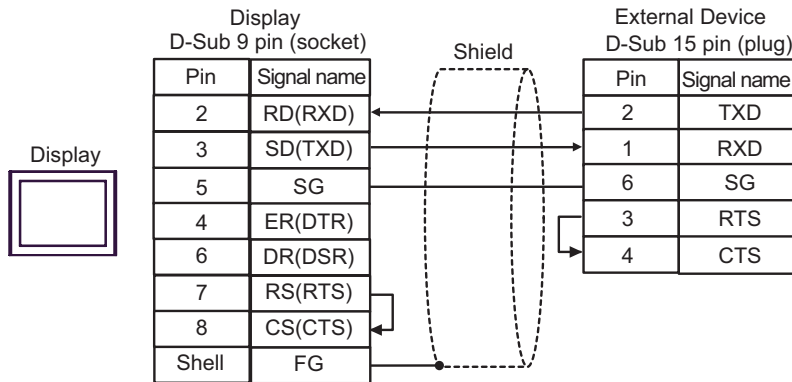 Display
D-Sub 9 pin (socket)
Shield
External Device
D-Sub 15 pin (plug)
Pin Signal name
2 RD(RXD)
3 SD(TXD)
5 SG
4 ER(DTR)
6 DR(DSR)
7 RS(RTS)
8 CS(CTS)
Shell FG
Display
Pin Signal name
2 TXD
1 RXD
6 SG
3 RTS
4 CTS